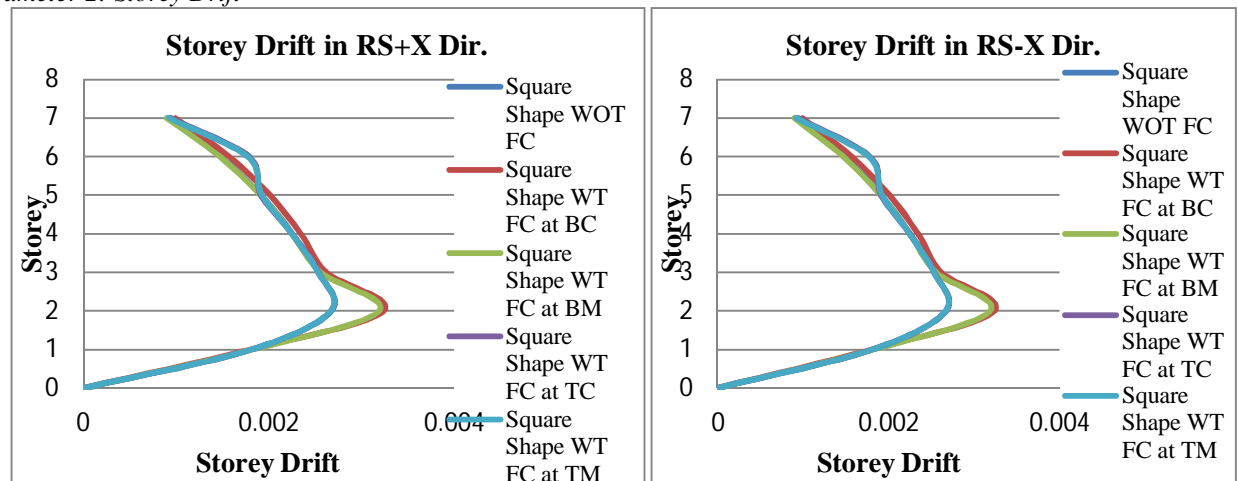 2: Storey Drift
Storey Drift in RS+X Dir.
8
7
6
5
4
3
2
1
0
Storey
0
0.002
0.004
Storey Drift
Square
Shape WOT
FC
Square
Shape WT
FC at BC
Square
Shape WT
FC at BM
Square
Shape WT
FC at TC
Square
Shape WT
FC at TM
Storey Drift in RS-X Dir.
8
7
6
5
4
3
2
1
0
Storey
0
0.002
0.004
Storey Drift
Square
Shape
WOT FC
Square
Shape WT
FC at BC
Square
Shape WT
FC at BM
Square
Shape WT
FC at TC
Square
Shape WT
FC at TM